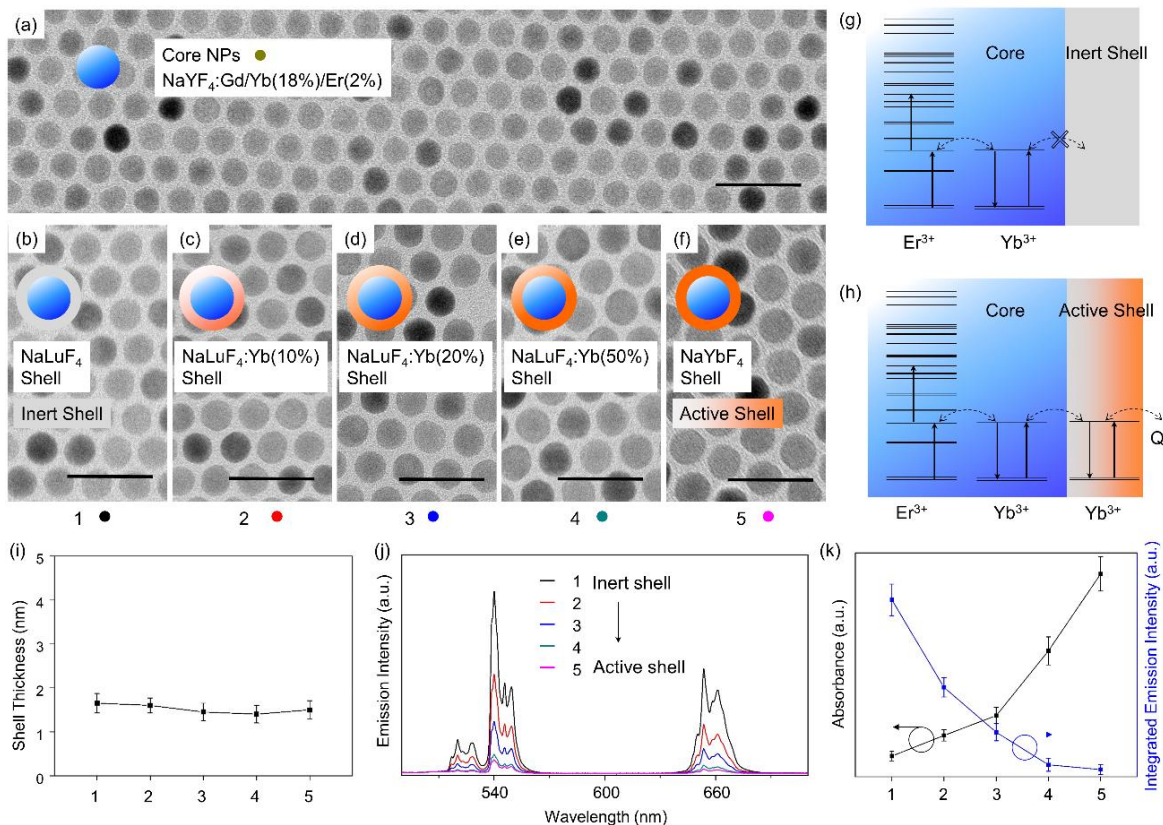 (a)
Core NPs
NaYF₄:Gd/Yb(18%)/Er(2%)
(b)
NaLuF₄
Shell
Inert Shell
1
(c)
NaLuF₄:Yb(10%)
Shell
2
(d)
NaLuF₄:Yb(20%)
Shell
3
(e)
NaLuF₄:Yb(50%)
Shell
4
(f)
NaYbF₄
Shell
Active Shell
5
(g)
Core
Inert Shell
Er³⁺
Yb³⁺
(h)
Core
Active Shell
Q
Er³⁺
Yb³⁺
Yb³⁺
(i)
Shell Thickness (nm)
5
4
3
2
1
0
1 2 3 4 5
(j)
Emission Intensity (a.u.)
1 Inert shell
2
3
4
5 Active shell
540 600 660
Wavelength (nm)
(k)
Absorbance (a.u.)
Integrated Emission Intensity (a.u.)
1 2 3 4 5